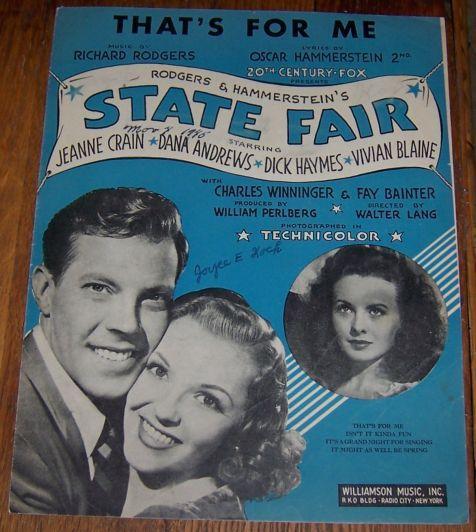 THAT'S FOR ME
MUSIC BY
RICHARD RODGERS
LYRICS BY
OSCAR HAMMERSTEIN 2ND.
20TH CENTURY-FOX
PRESENTS
RODGERS & HAMMERSTEIN'S
STATE FAIR
STARRING
JEANNE CRAIN ★ DANA ANDREWS ★ DICK HAYMES ★ VIVIAN BLAINE
WITH
CHARLES WINNINGER & FAY BAINTER
PRODUCED BY
WILLIAM PERLBERG
DIRECTED BY
WALTER LANG
PHOTOGRAPHED IN
★ TECHNICOLOR ★
Joyce E
THAT'S FOR ME
ISN'T IT KINDA FUN
IT'S A GRAND NIGHT FOR SINGING
IT MIGHT AS WELL BE SPRING
WILLIAMSON MUSIC, INC.
RKO BLDG · RADIO CITY · NEW YORK